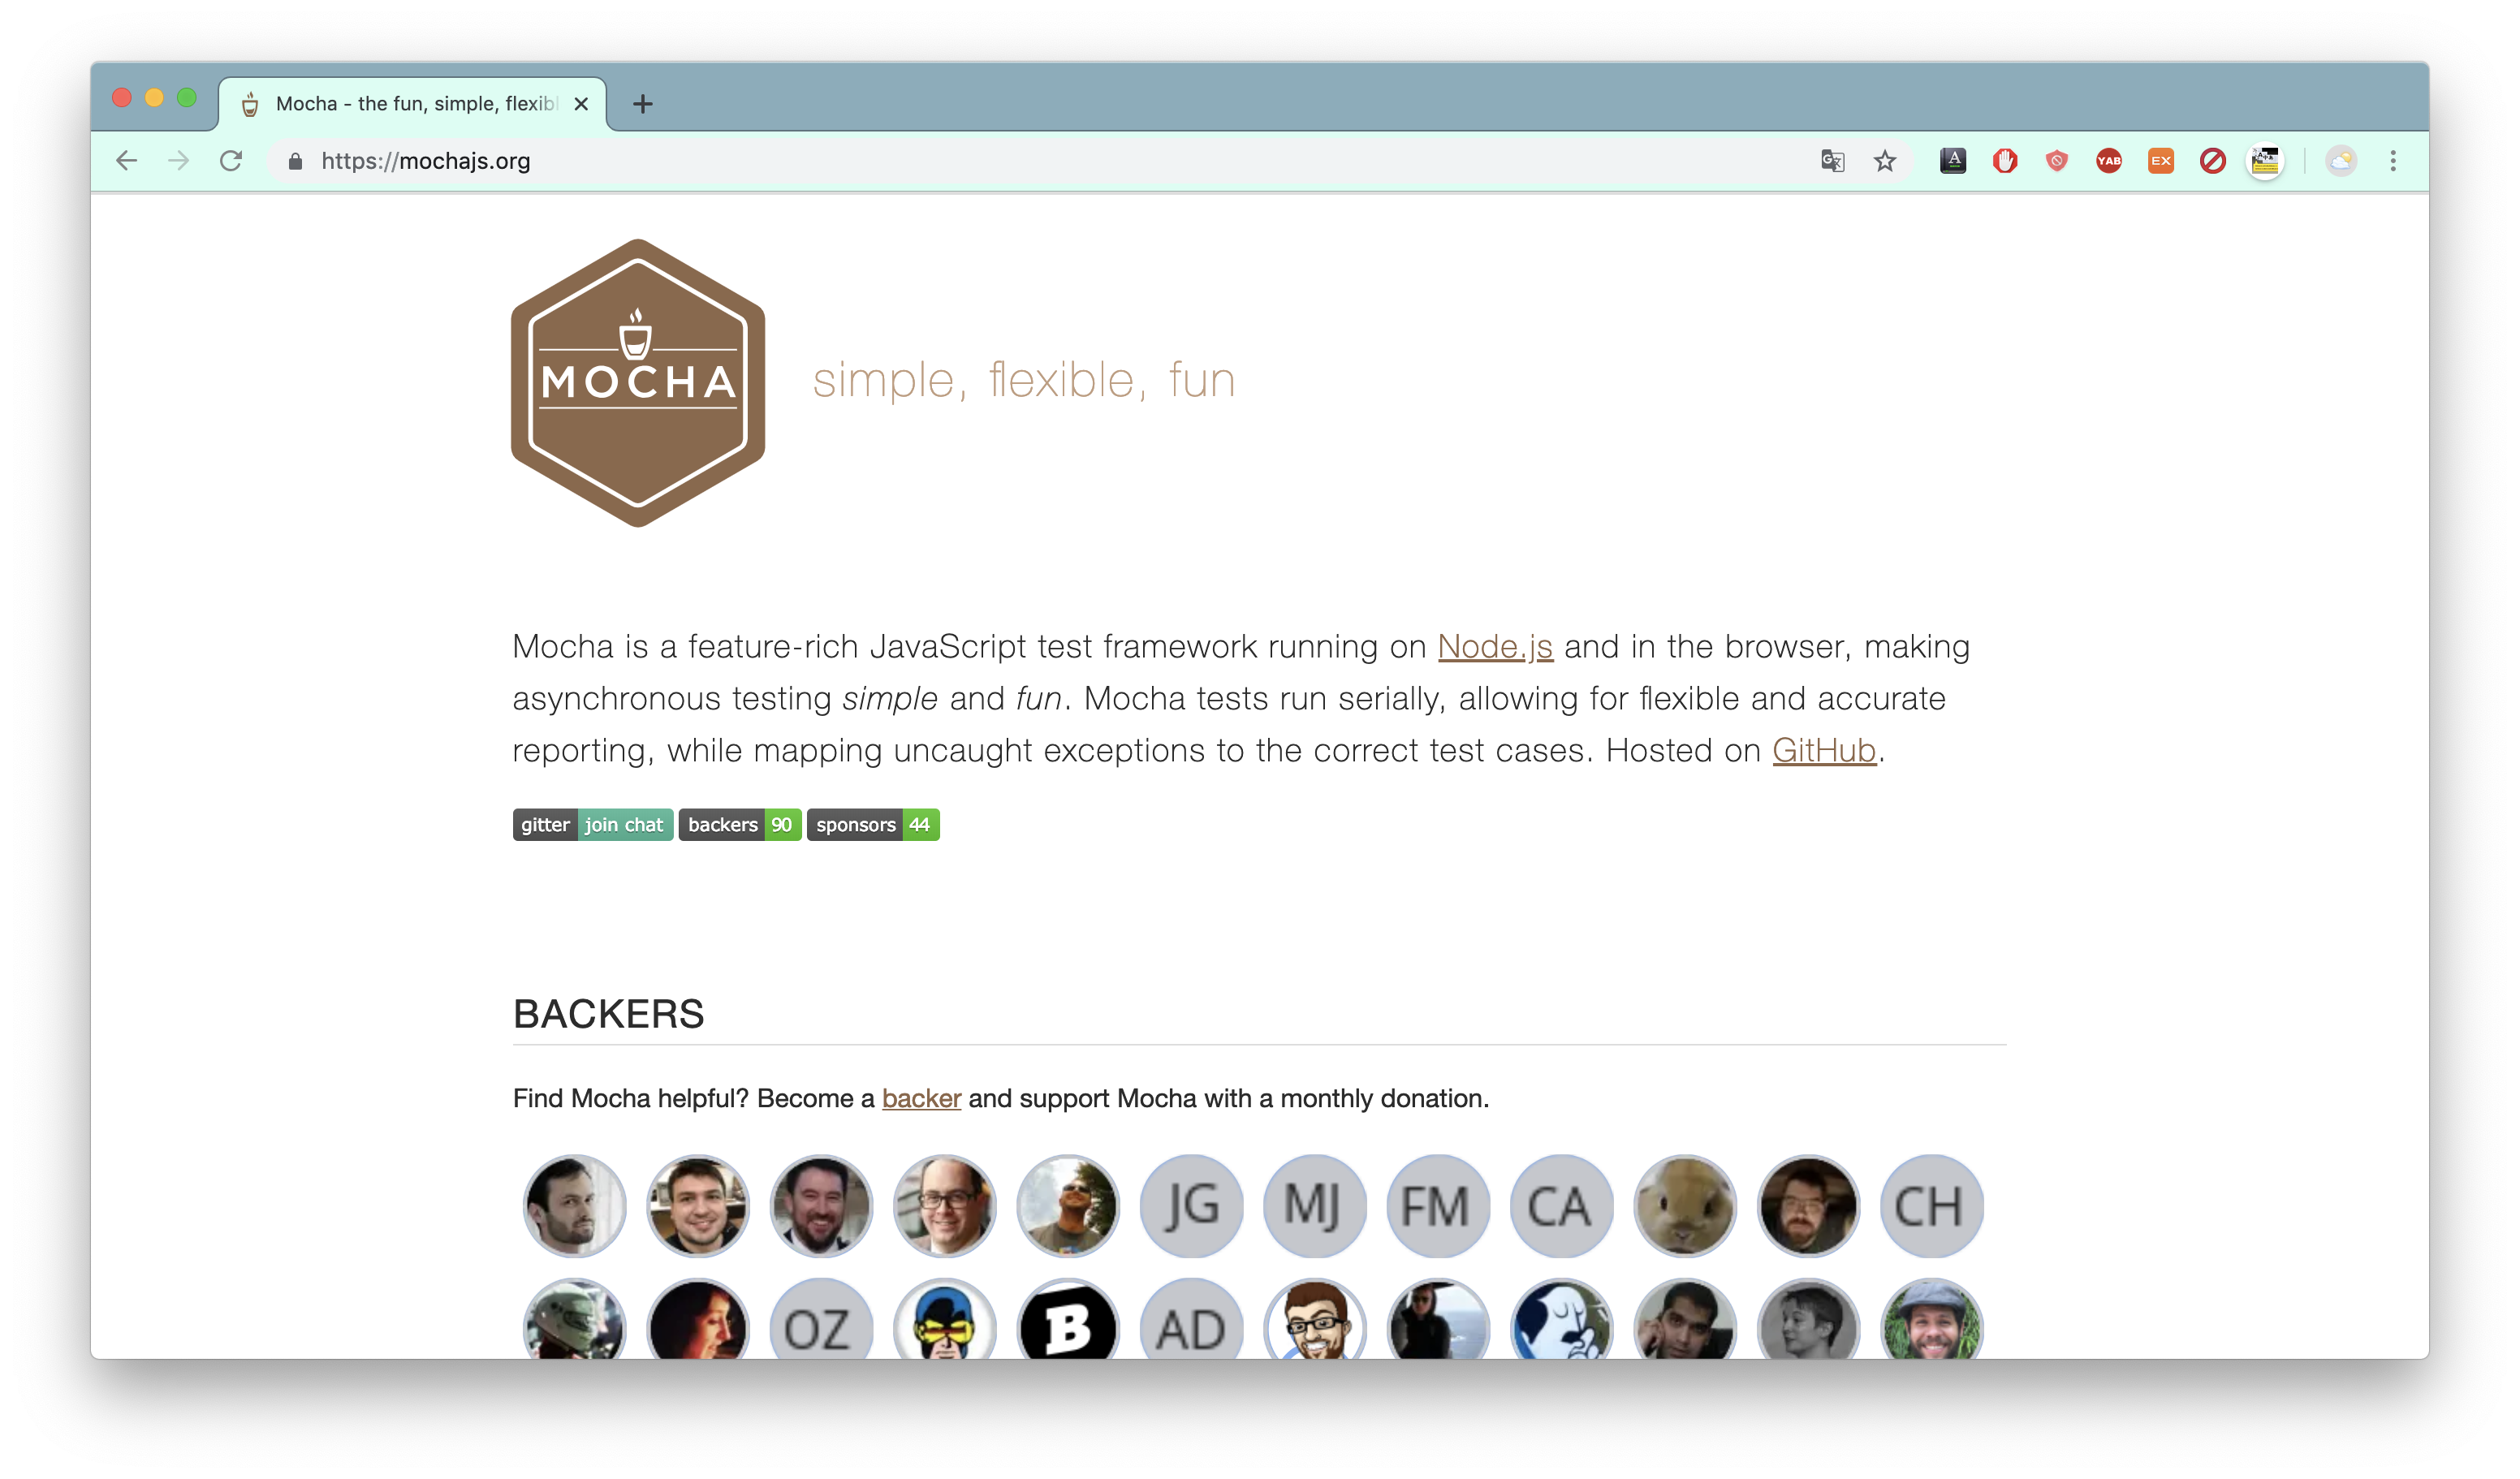 Mocha - the fun, simple, flexibl
https://mochajs.org
A
YAB
EX
MOCHA
simple, flexible, fun
Mocha is a feature-rich JavaScript test framework running on Node.js and in the browser, making
asynchronous testing simple and fun. Mocha tests run serially, allowing for flexible and accurate
reporting, while mapping uncaught exceptions to the correct test cases. Hosted on GitHub.
gitter join chat backers 90 sponsors 44
BACKERS
Find Mocha helpful? Become a backer and support Mocha with a monthly donation.
JG MJ FM CA CH
OZ B AD